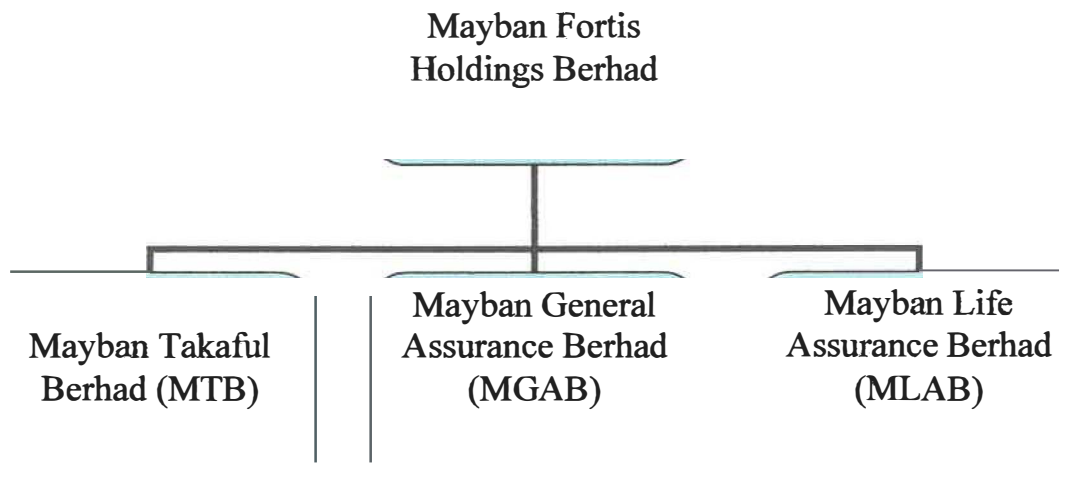 Mayban Fortis
Holdings Berhad
Mayban Takaful
Berhad (MTB)
Mayban General
Assurance Berhad
(MGAB)
Mayban Life
Assurance Berhad
(MLAB)